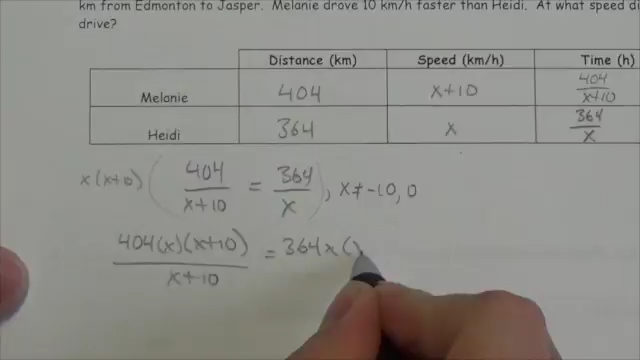 km from Edmonton to Jasper. Melanie drove 10 km/h faster than Heidi. At what speed di
drive?
Distance (km) Speed (km/h) Time (h)
Melanie 404 x+10 404/x+10
Heidi 364 x 364/x
x(x+10) ( 404/x+10 = 364/x ), x≠-10, 0
404(x)(x+10)/x+10 = 364x(